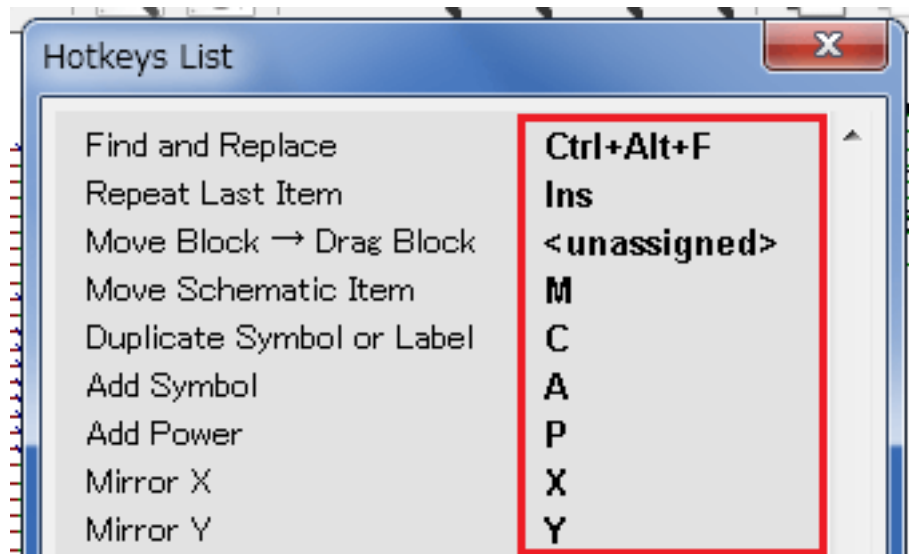 Hotkeys List
Find and Replace Ctrl+Alt+F
Repeat Last Item Ins
Move Block → Drag Block <unassigned>
Move Schematic Item M
Duplicate Symbol or Label C
Add Symbol A
Add Power P
Mirror X X
Mirror Y Y